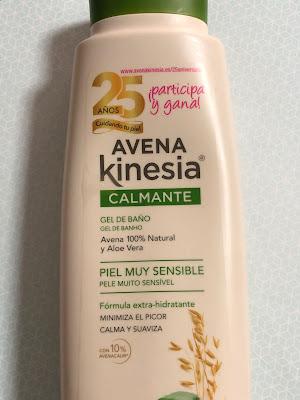 www.avenakinesia.es/25aniversario
¡participa
y gana!
25
AÑOS
Cuidando tu piel
AVENA
kinesia®
CALMANTE
GEL DE BAÑO
GEL DE BANHO
Avena 100% Natural
y Aloe Vera
PIEL MUY SENSIBLE
PELE MUITO SENSÍVEL
Fórmula extra-hidratante
MINIMIZA EL PICOR
CALMA Y SUAVIZA
CON 10%
AVENACALM